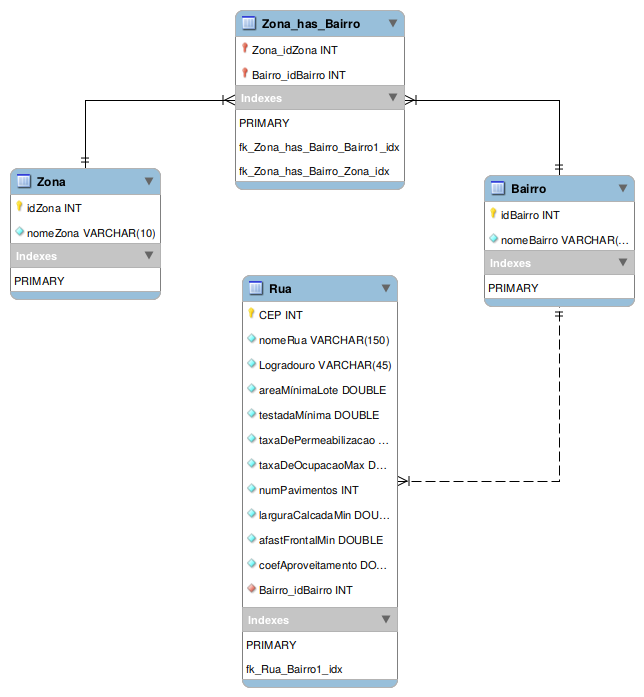 Zona_has_Bairro
Zona_idZona INT
Bairro_idBairro INT
Indexes
PRIMARY
fk_Zona_has_Bairro_Bairro1_idx
fk_Zona_has_Bairro_Zona_idx
Zona
idZona INT
nomeZona VARCHAR(10)
Indexes
PRIMARY
Bairro
idBairro INT
nomeBairro VARCHAR(...
Indexes
PRIMARY
Rua
CEP INT
nomeRua VARCHAR(150)
Logradouro VARCHAR(45)
areaMínimaLote DOUBLE
testadaMínima DOUBLE
taxaDePermeabilizacao ...
taxaDeOcupacaoMax D...
numPavimentos INT
larguraCalcadaMin DOU...
afastFrontalMin DOUBLE
coefAproveitamento DO...
Bairro_idBairro INT
Indexes
PRIMARY
fk_Rua_Bairro1_idx